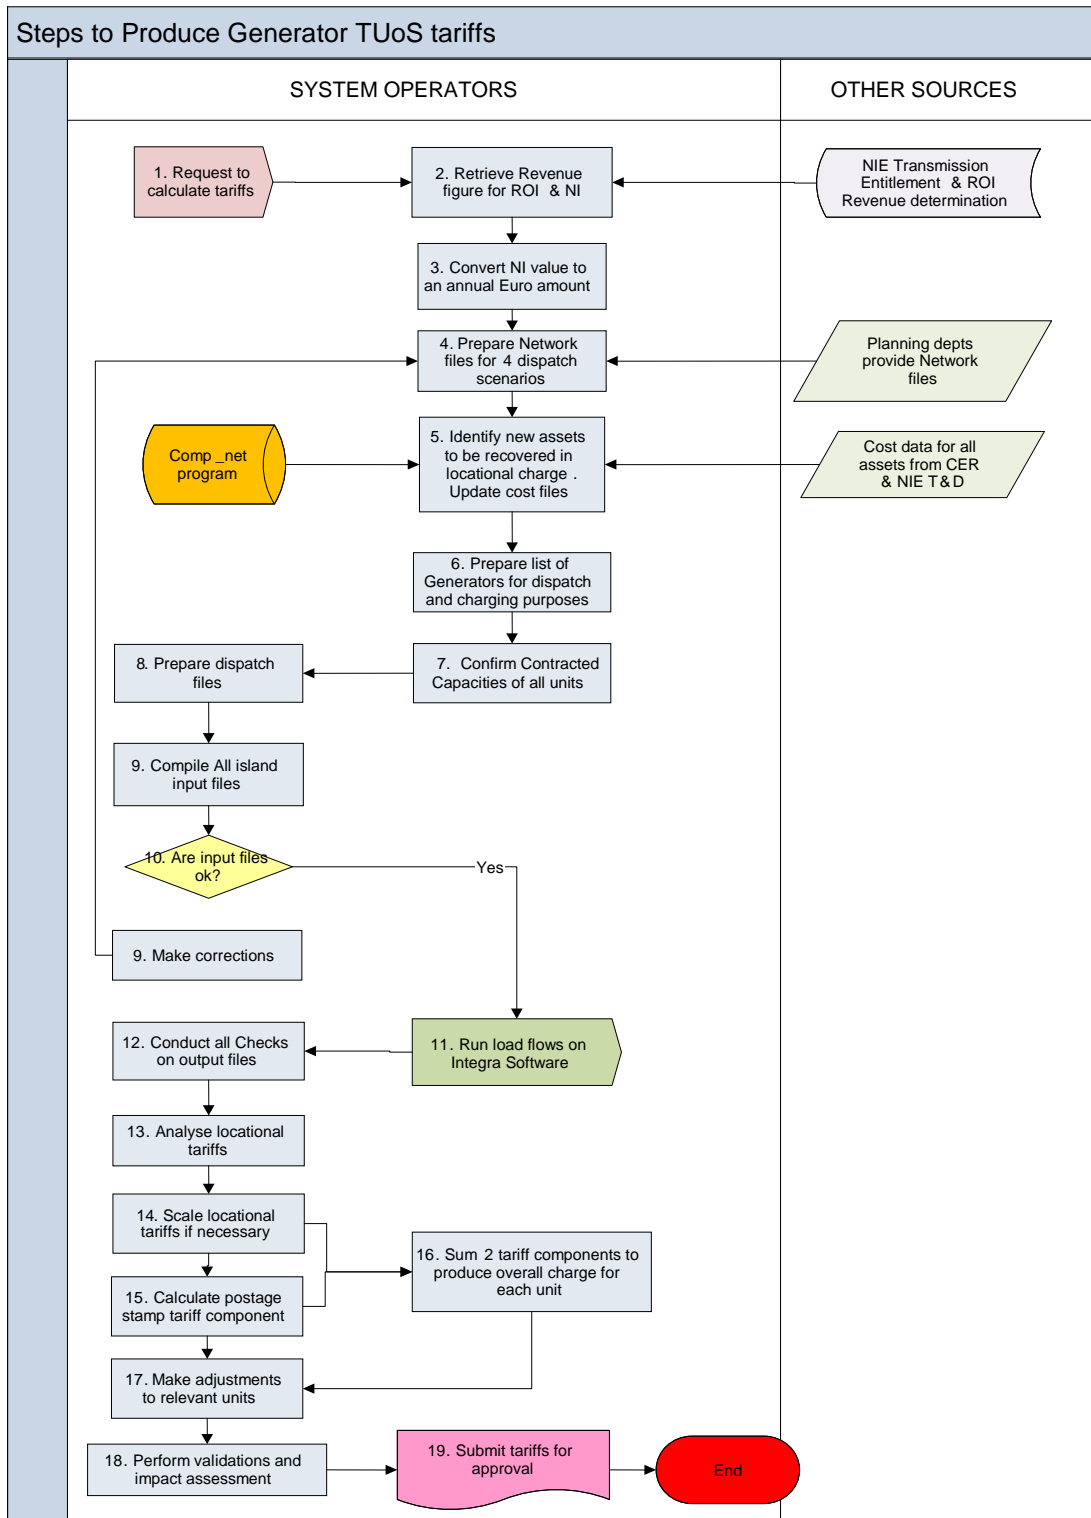 Steps to Produce Generator TUoS tariffs
SYSTEM OPERATORS
OTHER SOURCES
1. Request to
calculate tariffs
2. Retrieve Revenue
figure for ROI & NI
NIE Transmission
Entitlement & ROI
Revenue determination
3. Convert NI value to
an annual Euro amount
4. Prepare Network
files for 4 dispatch
scenarios
Planning depts
provide Network
files
Comp_net
program
5. Identify new assets
to be recovered in
locational charge .
Update cost files
Cost data for all
assets from CER
& NIE T&D
6. Prepare list of
Generators for dispatch
and charging purposes
8. Prepare dispatch
files
7. Confirm Contracted
Capacities of all units
9. Compile All island
input files
10. Are input files
ok?
Yes
9. Make corrections
12. Conduct all Checks
on output files
11. Run load flows on
Integra Software
13. Analyse locational
tariffs
14. Scale locational
tariffs if necessary
16. Sum 2 tariff components to
produce overall charge for
each unit
15. Calculate postage
stamp tariff component
17. Make adjustments
to relevant units
18. Perform validations and
impact assessment
19. Submit tariffs for
approval
End